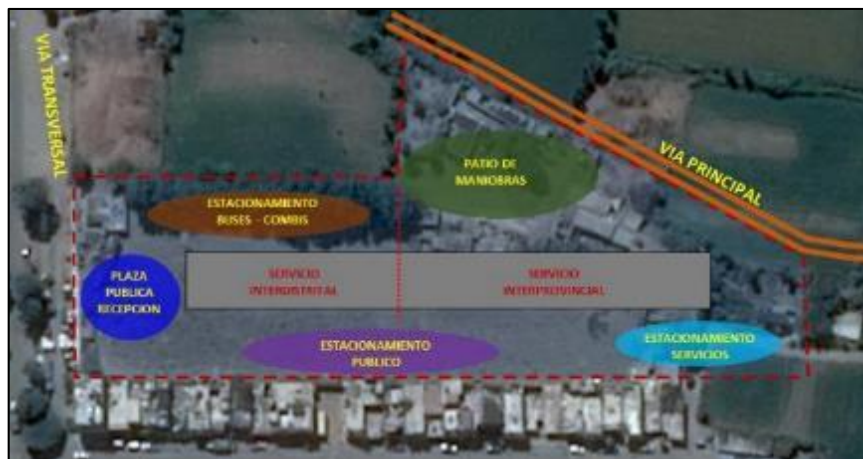 VIA TRANSVERSAL
PATIO DE
MANIOBRAS
VIA PRINCIPAL
ESTACIONAMIENTO
BUSES - COMBIS
PLAZA
PUBLICA
RECEPCION
SERVICIO
INTERDISTRITAL
SERVICIO
INTERPROVINCIAL
ESTACIONAMIENTO
PUBLICO
ESTACIONAMIENTO
SERVICIOS